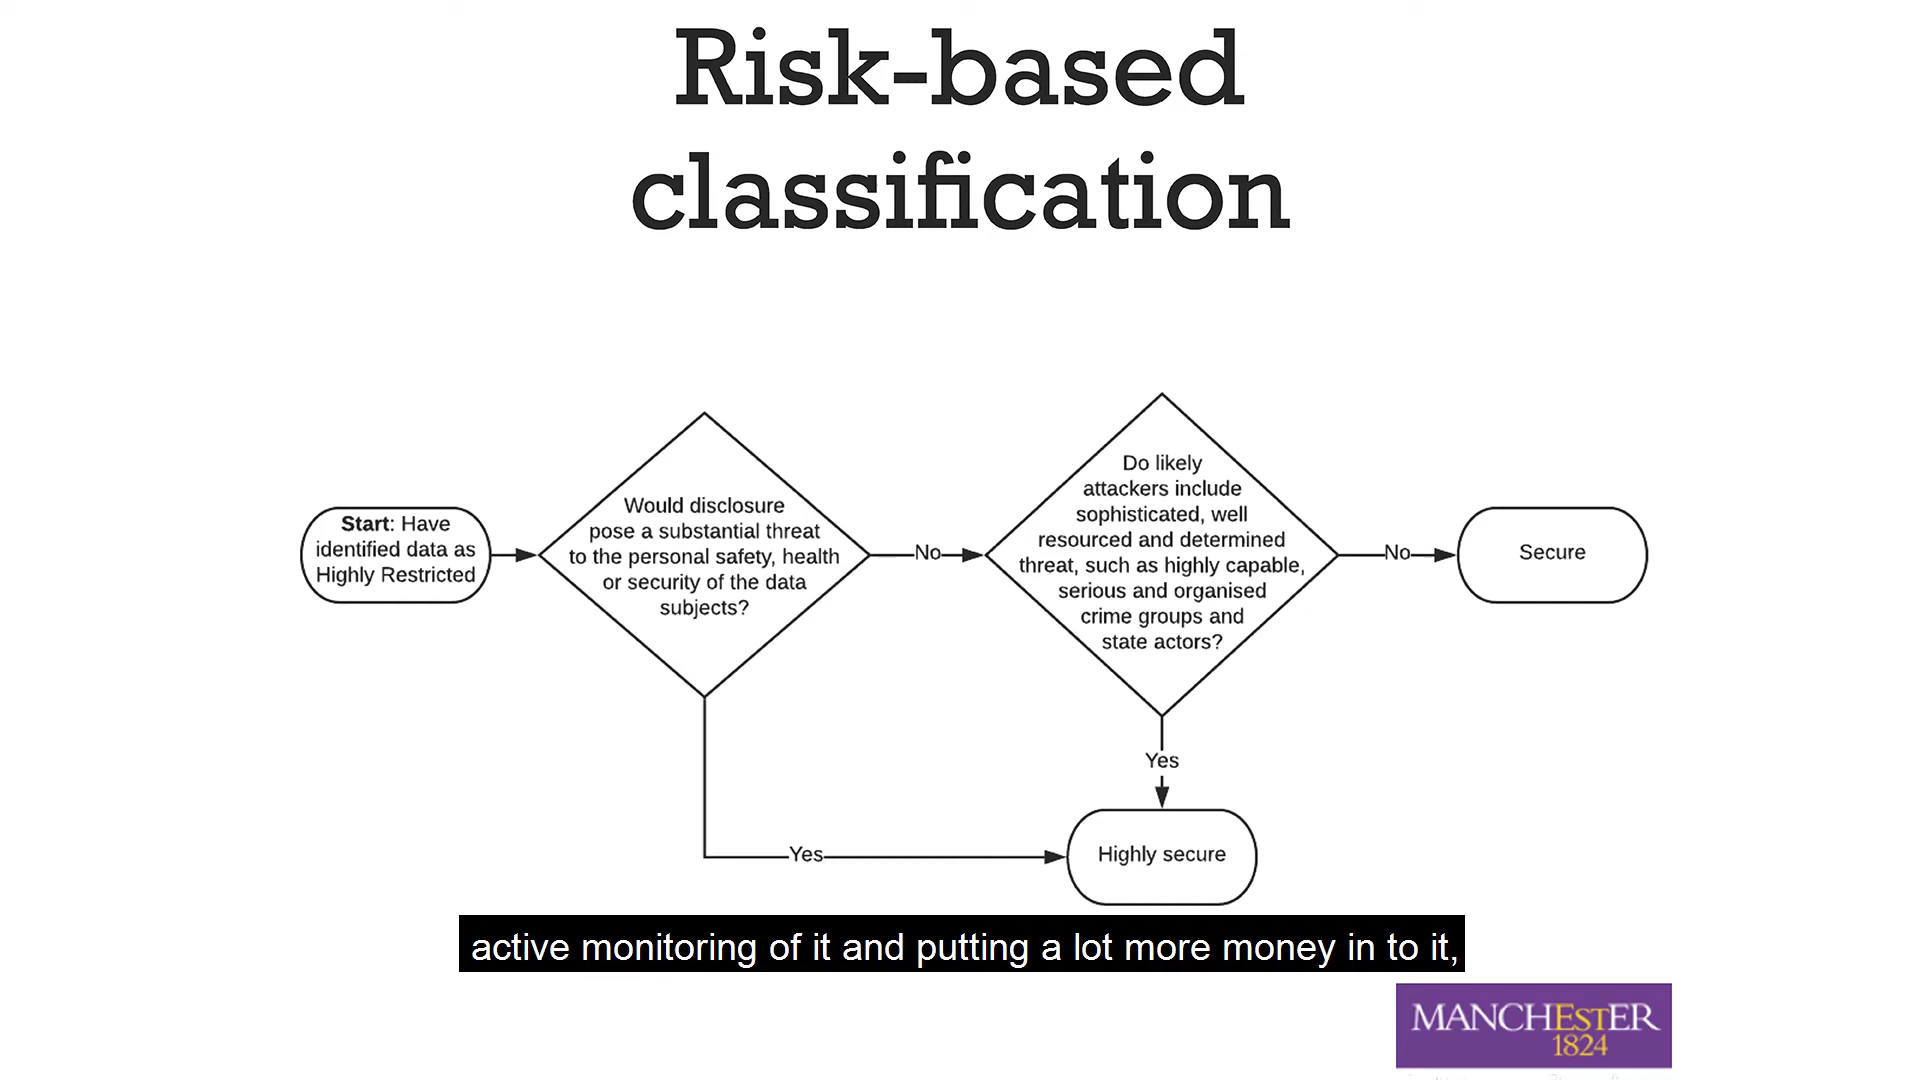 Risk-based
classification
Start: Have
identified data as
Highly Restricted
Would disclosure
pose a substantial threat
to the personal safety, health
or security of the data
subjects?
No
Do likely
attackers include
sophisticated, well
resourced and determined
threat, such as highly capable,
serious and organised
crime groups and
state actors?
No
Secure
Yes
Yes
Highly secure
active monitoring of it and putting a lot more money in to it,
MANCHEStER
1824